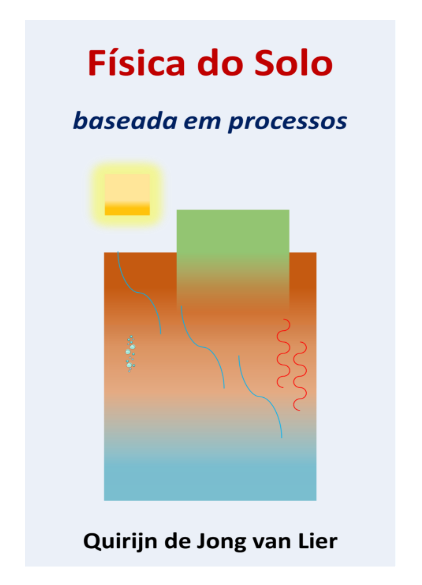 Física do Solo
baseada em processos
Quirijn de Jong van Lier